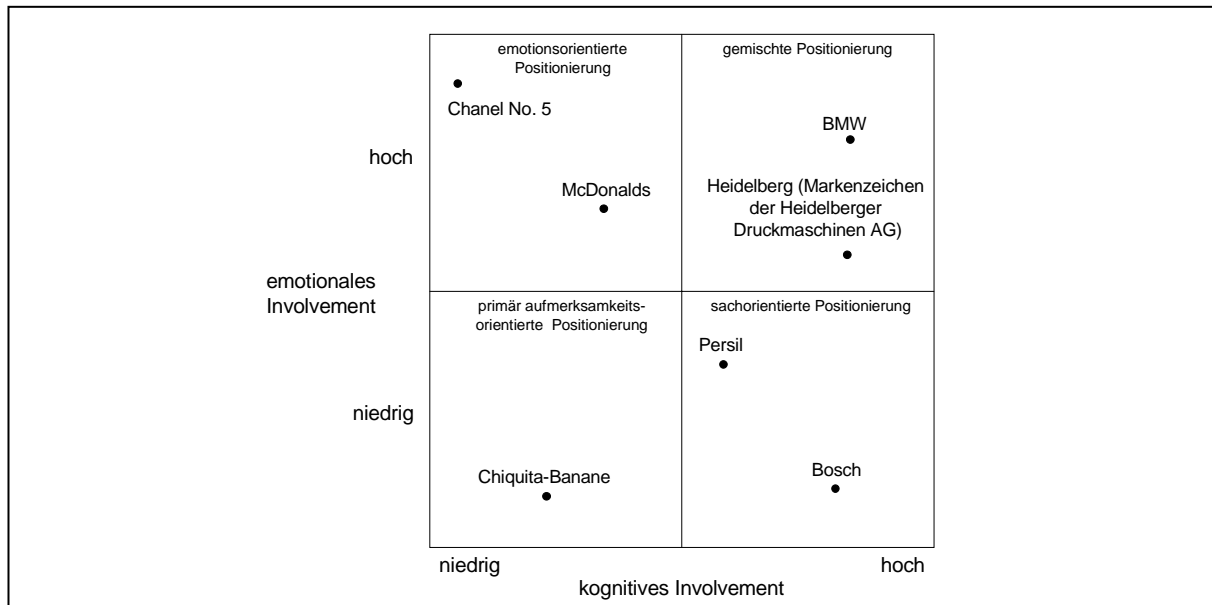 emotionsorientierte
Positionierung
gemischte Positionierung
Chanel No. 5
BMW
hoch
McDonalds
Heidelberg (Markenzeichen
der Heidelberger
Druckmaschinen AG)
emotionales
Involvement
primär aufmerksamkeits-
orientierte Positionierung
sachorientierte Positionierung
Persil
niedrig
Chiquita-Banane
Bosch
niedrig
hoch
kognitives Involvement